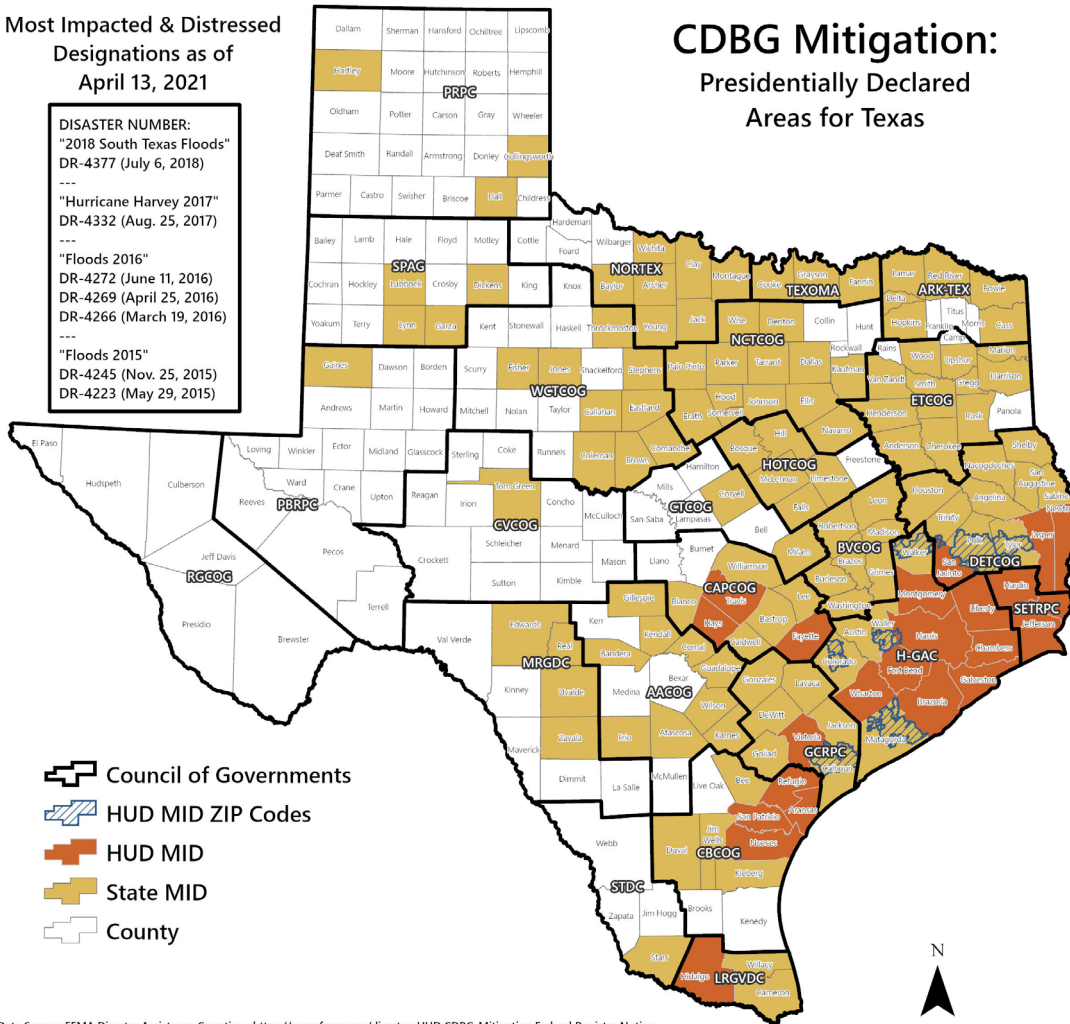 Most Impacted & Distressed
Designations as of
April 13, 2021
CDBG Mitigation:
Presidentially Declared
Areas for Texas
DISASTER NUMBER:
"2018 South Texas Floods"
DR-4377 (July 6, 2018)
---
"Hurricane Harvey 2017"
DR-4332 (Aug. 25, 2017)
---
"Floods 2016"
DR-4272 (June 11, 2016)
DR-4269 (April 25, 2016)
DR-4266 (March 19, 2016)
---
"Floods 2015"
DR-4245 (Nov. 25, 2015)
DR-4223 (May 29, 2015)
Dallam Sherman Hansford Ochiltree Lipscomb
Hartley Moore Hutchinson Roberts Hemphill
PRPC
Oldham Potter Carson Gray Wheeler
Deaf Smith Randall Armstrong Donley Collingsworth
Parmer Castro Swisher Briscoe Hall Childress
Bailey Lamb Hale Floyd Motley Cottle Hardeman Foard Wilbarger Wichita Clay Montague
SPAG NORTEX
Cochran Hockley Lubbock Crosby Dickens King Knox Baylor Archer
Cooke Grayson Fannin Lamar Red River Bowie
TEXOMA ARK-TEX
Yoakum Terry Lynn Garza Kent Stonewall Haskell Throckmorton Young Jack Wise Denton Collin Hunt
Delta Hopkins Franklin Titus Morris Camp Cass
NCTCOG
Rockwall Rains Wood Upshur Marion
Gaines Dawson Borden Scurry Fisher Jones Shackelford Stephens Palo Pinto Parker Tarrant Dallas Kaufman Van Zandt Smith Gregg Harrison
WCTCOG ETCOG
Andrews Martin Howard Mitchell Nolan Taylor Callahan Eastland Erath Hood Somervell Johnson Ellis Henderson Rusk Panola
El Paso Hudspeth Culberson Loving Winkler Ector Midland Glasscock Sterling Coke Runnels Coleman Brown Comanche Hamilton Bosque Hill Navarro Freestone Anderson Cherokee Shelby
HOTCOG
Reeves Ward Crane Upton Reagan Irion Tom Green Concho McCulloch San Saba Mills Lampasas Coryell McLennan Limestone Falls Bell Leon Houston Nacogdoches San Augustine Sabine Newton
PBRPC CVCOG CTCOG
Angelina Trinity Polk Tyler Jasper
Jeff Davis Pecos Crockett Schleicher Menard Mason Llano Burnet Williamson Milam Robertson Madison Brazos Grimes Walker San Jacinto Hardin
RGCOG BVCOG DETCOG
Presidio Brewster Terrell Sutton Kimble Gillespie Blanco Travis Hays Bastrop Lee Burleson Washington Montgomery Liberty Jefferson
CAPCOG SETRPC
Val Verde Edwards Real Kerr Kendall Bandera Comal Caldwell Fayette Austin Waller Harris Chambers
MRGDC H-GAC
Kinney Uvalde Medina Bexar Guadalupe Gonzales Lavaca Colorado Fort Bend Galveston
AACOG
Wilson DeWitt Wharton Brazoria
Maverick Zavala Frio Atascosa Karnes Goliad Victoria Jackson Matagorda
GCRPC
Calhoun
Dimmit La Salle McMullen Live Oak Bee Refugio Aransas
San Patricio
Webb Duval Jim Wells Nueces
CBCOG
Kleberg
STDC
Zapata Jim Hogg Brooks Kenedy
Starr Hidalgo Willacy
LRGVDC
Cameron
Council of Governments
HUD MID ZIP Codes
HUD MID
State MID
County
N